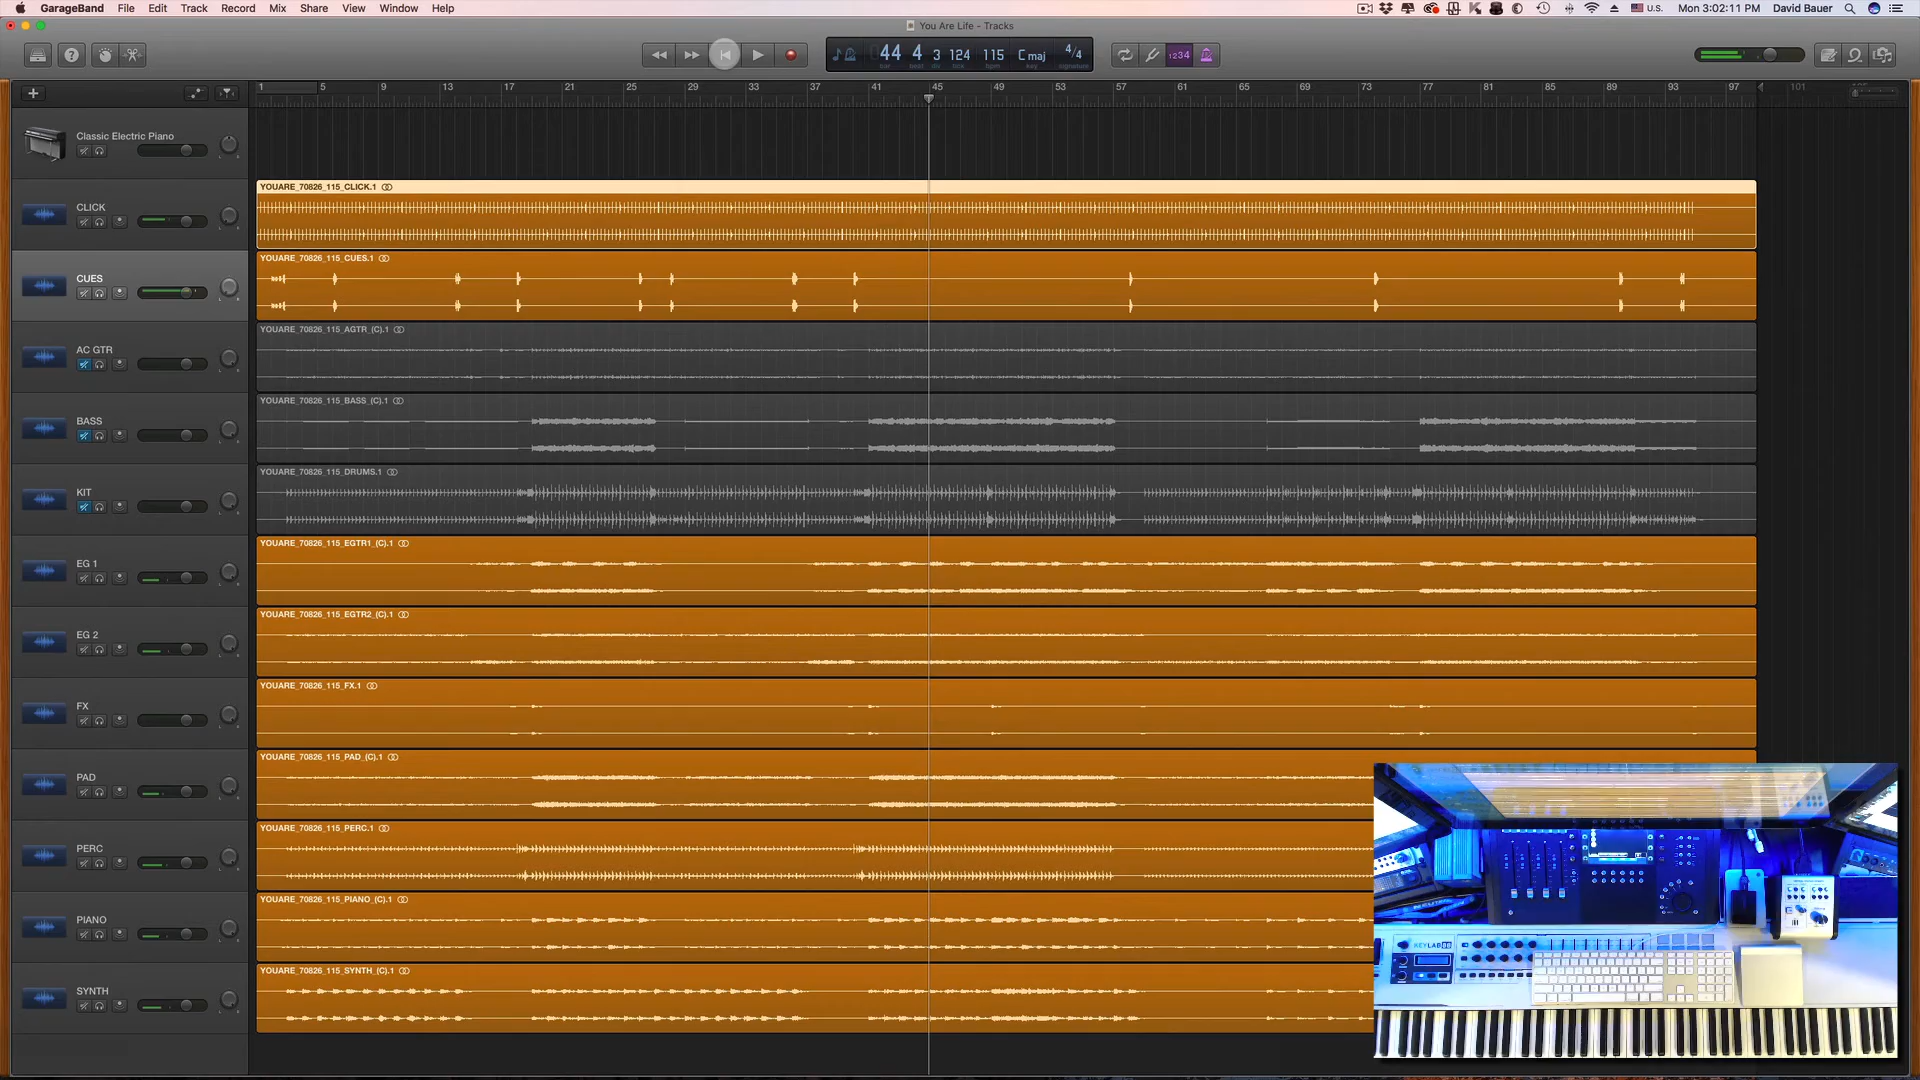 GarageBand File Edit Track Record Mix Share View Window Help
U.S. Mon 3:02:11 PM David Bauer
You Are Life - Tracks
44 4 3 124 115 C maj 4/4
bar beat div tick bpm key signature
1234
1 5 9 13 17 21 25 29 33 37 41 45 49 53 57 61 65 69 73 77 81 85 89 93 97 101
Classic Electric Piano
YOUARE_70826_115_CLICK.1
CLICK
YOUARE_70826_115_CUES.1
CUES
YOUARE_70826_115_AGTR_(C).1
AC GTR
YOUARE_70826_115_BASS_(C).1
BASS
YOUARE_70826_115_DRUMS.1
KIT
YOUARE_70826_115_EGTR1_(C).1
EG 1
YOUARE_70826_115_EGTR2_(C).1
EG 2
YOUARE_70826_115_FX.1
FX
YOUARE_70826_115_PAD_(C).1
PAD
YOUARE_70826_115_PERC.1
PERC
YOUARE_70826_115_PIANO_(C).1
PIANO
YOUARE_70826_115_SYNTH_(C).1
SYNTH
KEYLAB88